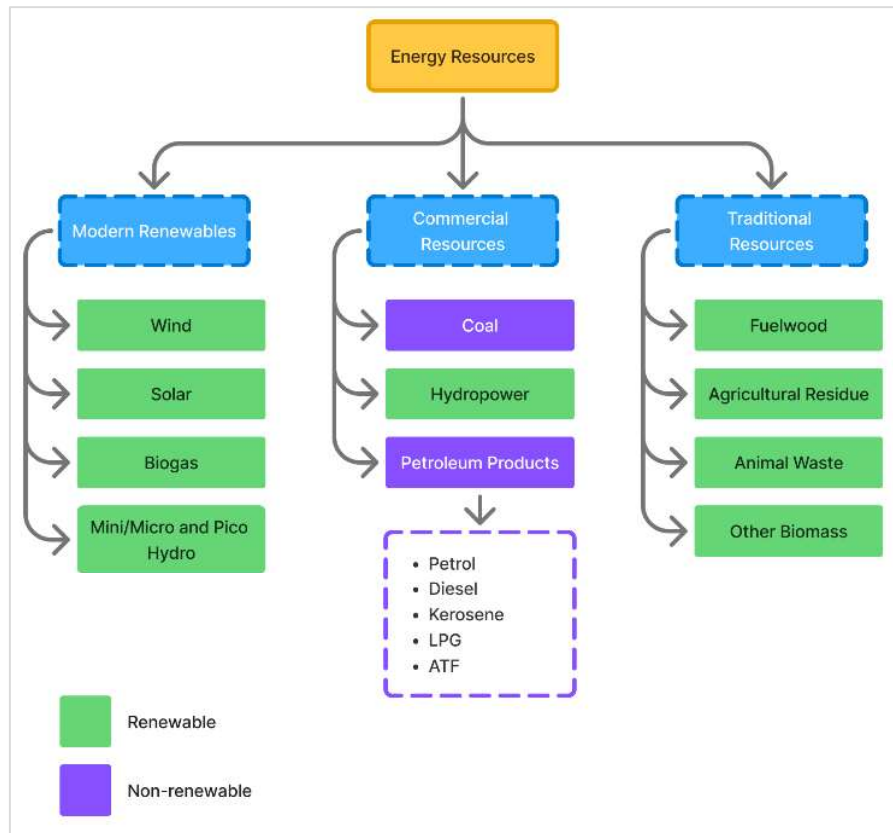 Energy Resources
Modern Renewables
Commercial
Resources
Traditional
Resources
Wind
Solar
Biogas
Mini/Micro and Pico
Hydro
Coal
Hydropower
Petroleum Products
• Petrol
• Diesel
• Kerosene
• LPG
• ATF
Fuelwood
Agricultural Residue
Animal Waste
Other Biomass
Renewable
Non-renewable